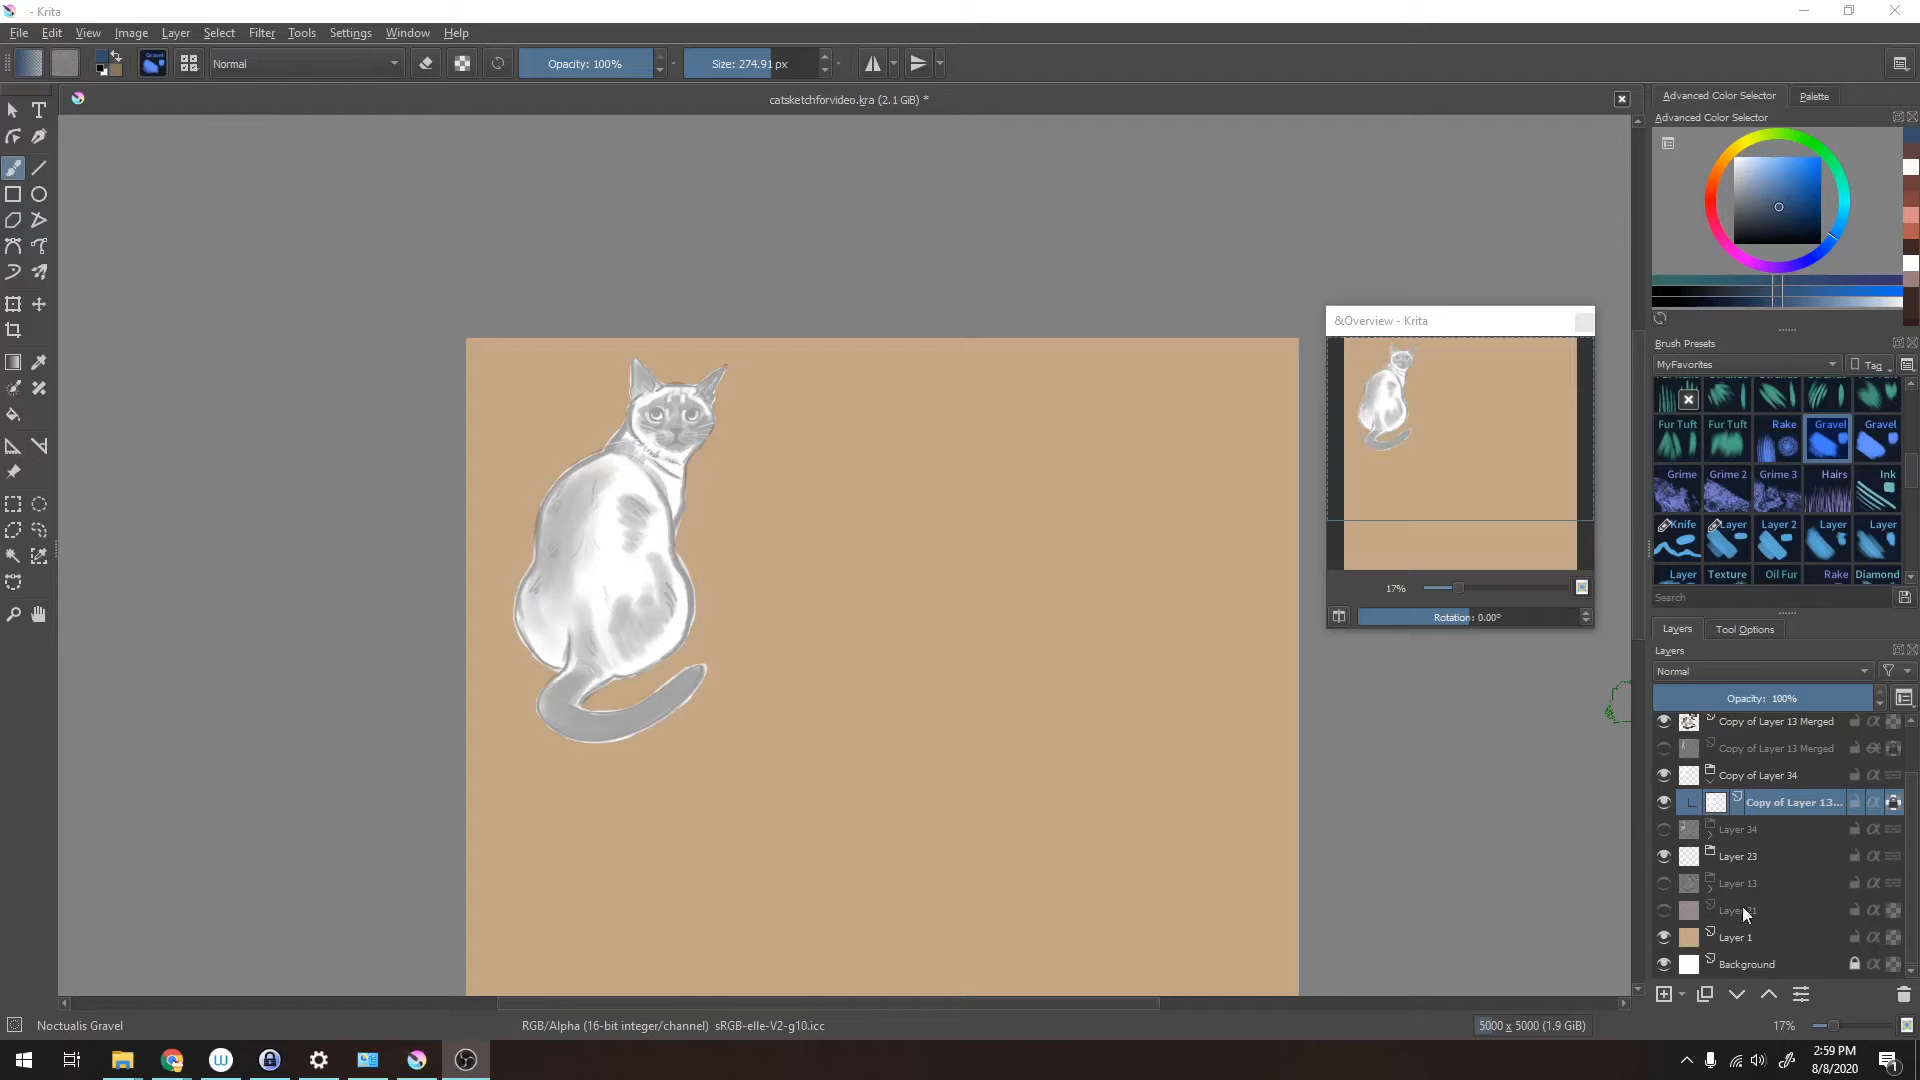 - Krita
File Edit View Image Layer Select Filter Tools Settings Window Help
Gravel
Normal
Opacity: 100%
Size: 274.91 px
catsketchforvideo.kra (2.1 GiB) *
Advanced Color Selector
Palette
Advanced Color Selector
&Overview - Krita
Brush Presets
MyFavorites
Tag
Fur Tuft Fur Tuft Rake Gravel Gravel
Grime Grime 2 Grime 3 Hairs Ink
Knife Layer Layer 2 Layer Layer
Layer Texture Oil Fur Rake Diamond
17%
Search
Rotation: 0.00º
Layers
Tool Options
Layers
Normal
Opacity: 100%
Copy of Layer 13 Merged
Copy of Layer 13 Merged
Copy of Layer 34
Copy of Layer 13...
Layer 34
Layer 23
Layer 13
Layer 21
Layer 1
Background
Noctualis Gravel
RGB/Alpha (16-bit integer/channel) sRGB-elle-V2-g10.icc
5000 x 5000 (1.9 GiB)
17%
2:59 PM
8/8/2020
1